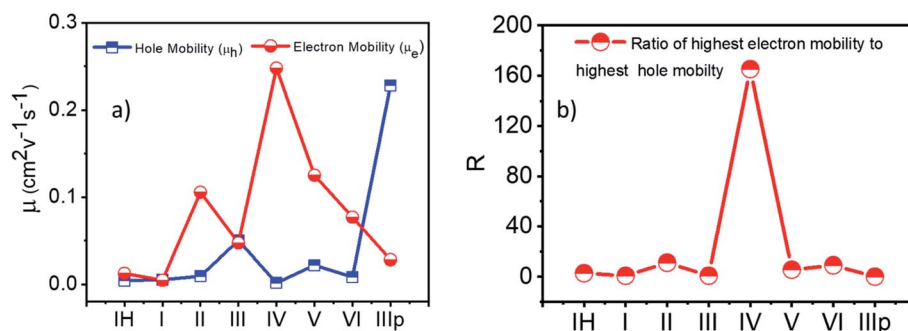 0.3
0.2
0.1
0.0
μ (cm²v⁻¹s⁻¹)
Hole Mobility (μₕ)
Electron Mobility (μₑ)
a)
IH I II III IV V VI IIIp
200
160
120
80
40
0
R
Ratio of highest electron mobility to
highest hole mobilty
b)
IH I II III IV V VI IIIp